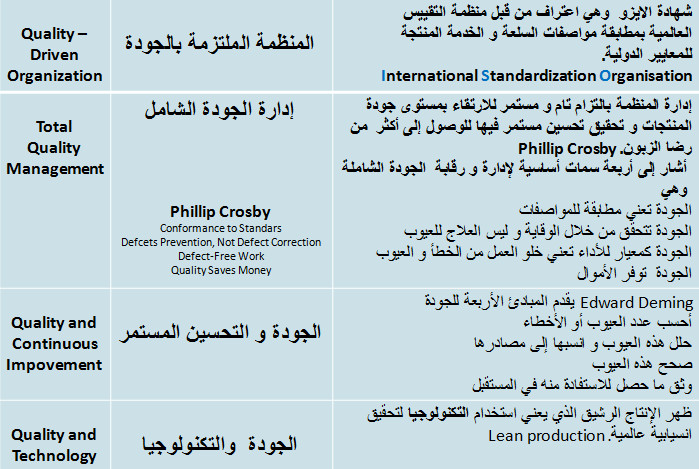 Quality –
Driven
Organization
المنظمة الملتزمة بالجودة
شهادة الايزو وهي اعتراف من قبل منظمة التقييس
العالمية بمطابقة مواصفات السلعة و الخدمة المنتجة
للمعايير الدولية.
International Standardization Organisation
Total
Quality
Management
إدارة الجودة الشامل
Phillip Crosby
Conformance to Standars
Defcets Prevention, Not Defect Correction
Defect-Free Work
Quality Saves Money
إدارة المنظمة بالتزام تام و مستمر للارتقاء بمستوى جودة
المنتجات و تحقيق تحسين مستمر فيها للوصول إلى أكثر من
رضا الزبون. Phillip Crosby
أشار إلى أربعة سمات أساسية لإدارة و رقابة الجودة الشاملة
وهي
الجودة تعني مطابقة للمواصفات
الجودة تتحقق من خلال الوقاية و ليس العلاج للعيوب
الجودة كمعيار للأداء تعني خلو العمل من الخطأ و العيوب
الجودة توفر الأموال
Quality and
Continuous
Impovement
الجودة و التحسين المستمر
Edward Deming يقدم المبادئ الأربعة للجودة
أحسب عدد العيوب أو الأخطاء
حلل هذه العيوب و انسبها إلى مصادرها
صحح هذه العيوب
وثق ما حصل للاستفادة منه في المستقبل
Quality and
Technology
الجودة والتكنولوجيا
ظهر الإنتاج الرشيق الذي يعني استخدام التكنولوجيا لتحقيق
انسيابية عالمية. Lean production